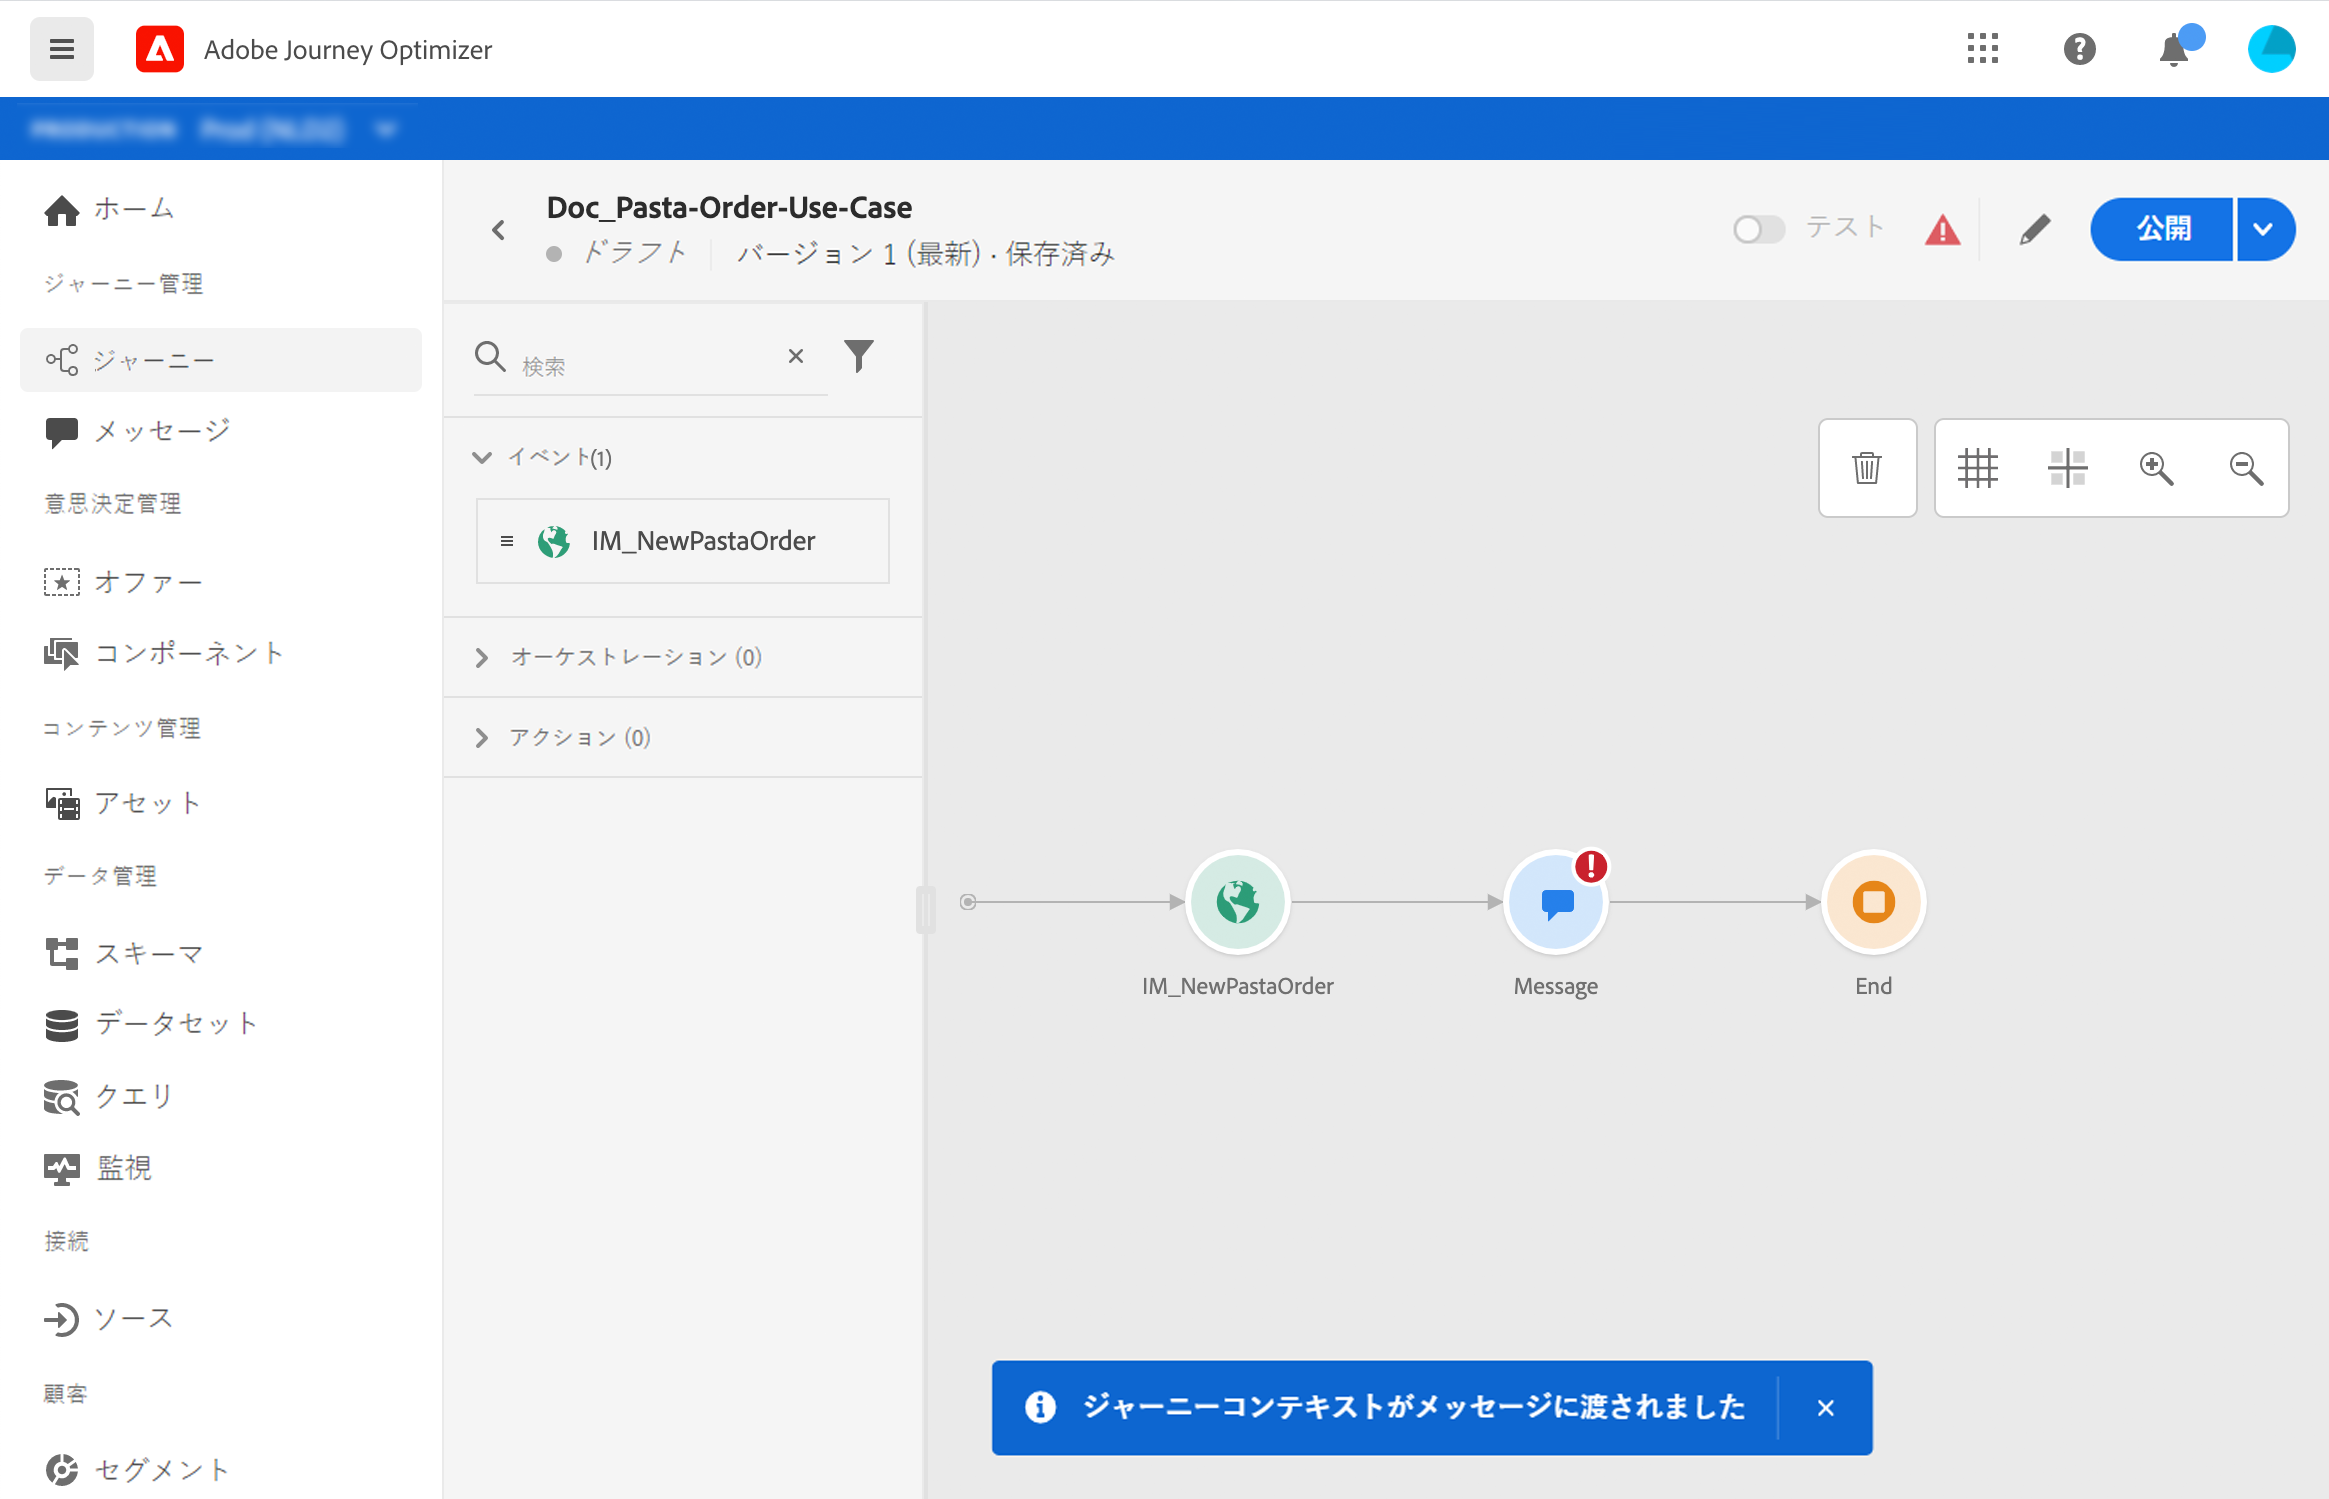 Adobe Journey Optimizer
PRODUCTION Prod (NLD2)
ホーム
ジャーニー管理
ジャーニー
メッセージ
意思決定管理
オファー
コンポーネント
コンテンツ管理
アセット
データ管理
スキーマ
データセット
クエリ
監視
接続
ソース
顧客
セグメント
Doc_Pasta-Order-Use-Case
ドラフト
バージョン 1 (最新) · 保存済み
テスト
公開
検索
イベント(1)
IM_NewPastaOrder
オーケストレーション (0)
アクション (0)
IM_NewPastaOrder
Message
End
ジャーニーコンテキストがメッセージに渡されました